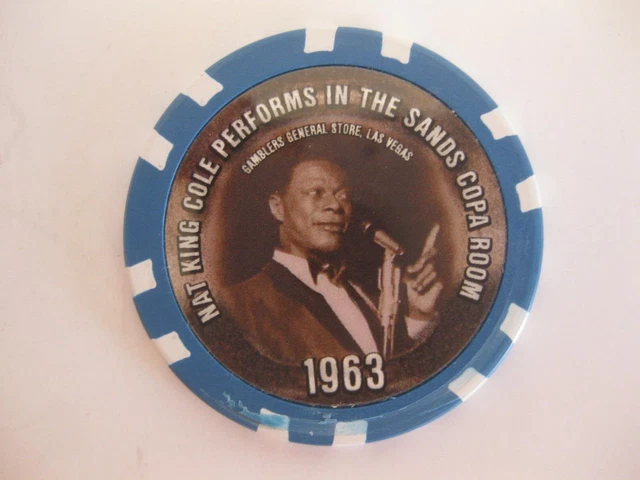 NAT KING COLE PERFORMS IN THE SANDS COPA ROOM
GAMBLERS GENERAL STORE, LAS VEGAS
1963